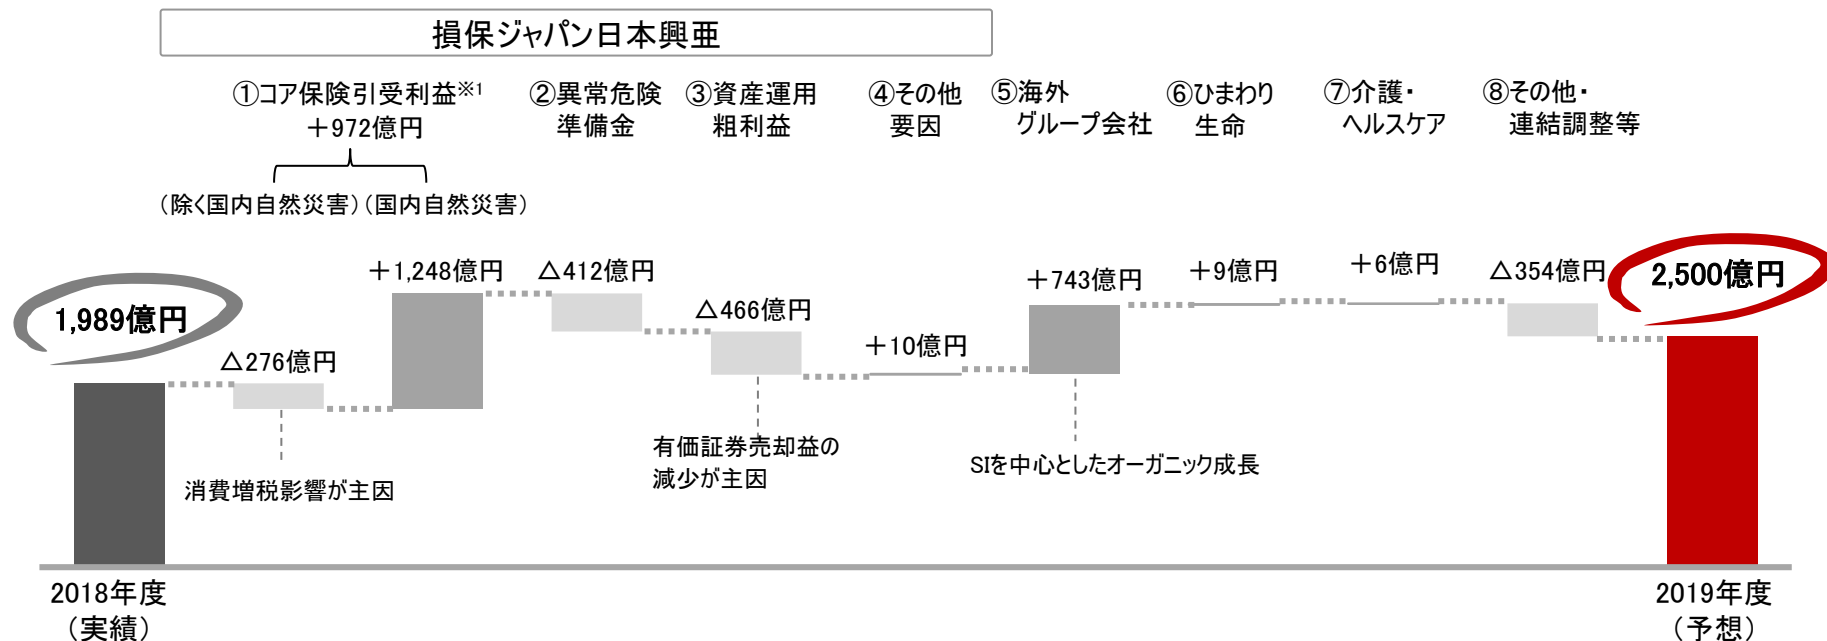 損保ジャパン日本興亜
①コア保険引受利益※1
＋972億円
（除く国内自然災害）（国内自然災害）
②異常危険
準備金
③資産運用
粗利益
④その他
要因
⑤海外
グループ会社
⑥ひまわり
生命
⑦介護・
ヘルスケア
⑧その他・
連結調整等
1,989億円
△276億円
＋1,248億円
△412億円
△466億円
＋10億円
＋743億円
＋9億円
＋6億円
△354億円
2,500億円
消費増税影響が主因
有価証券売却益の
減少が主因
SIを中心としたオーガニック成長
2018年度
（実績）
2019年度
（予想）